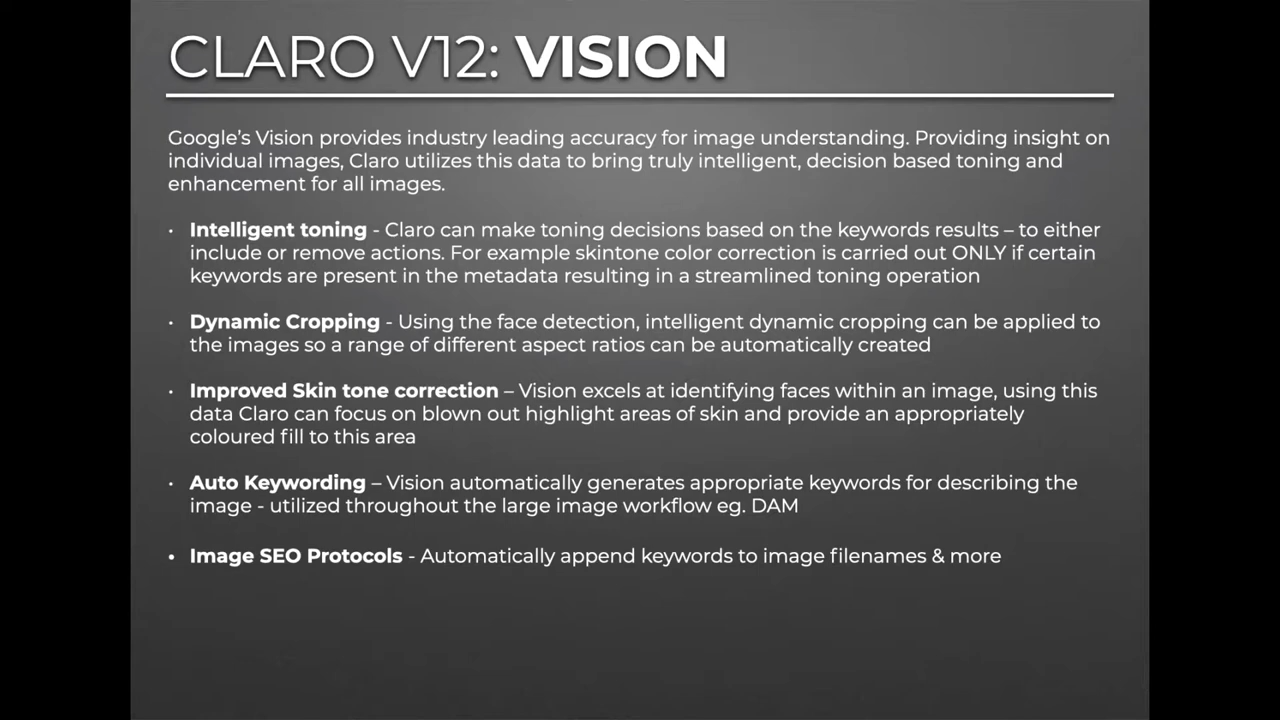 CLARO V12: VISION
Google's Vision provides industry leading accuracy for image understanding. Providing insight on
individual images, Claro utilizes this data to bring truly intelligent, decision based toning and
enhancement for all images.
• Intelligent toning - Claro can make toning decisions based on the keywords results – to either
include or remove actions. For example skintone color correction is carried out ONLY if certain
keywords are present in the metadata resulting in a streamlined toning operation
• Dynamic Cropping - Using the face detection, intelligent dynamic cropping can be applied to
the images so a range of different aspect ratios can be automatically created
• Improved Skin tone correction – Vision excels at identifying faces within an image, using this
data Claro can focus on blown out highlight areas of skin and provide an appropriately
coloured fill to this area
• Auto Keywording – Vision automatically generates appropriate keywords for describing the
image - utilized throughout the large image workflow eg. DAM
• Image SEO Protocols - Automatically append keywords to image filenames & more